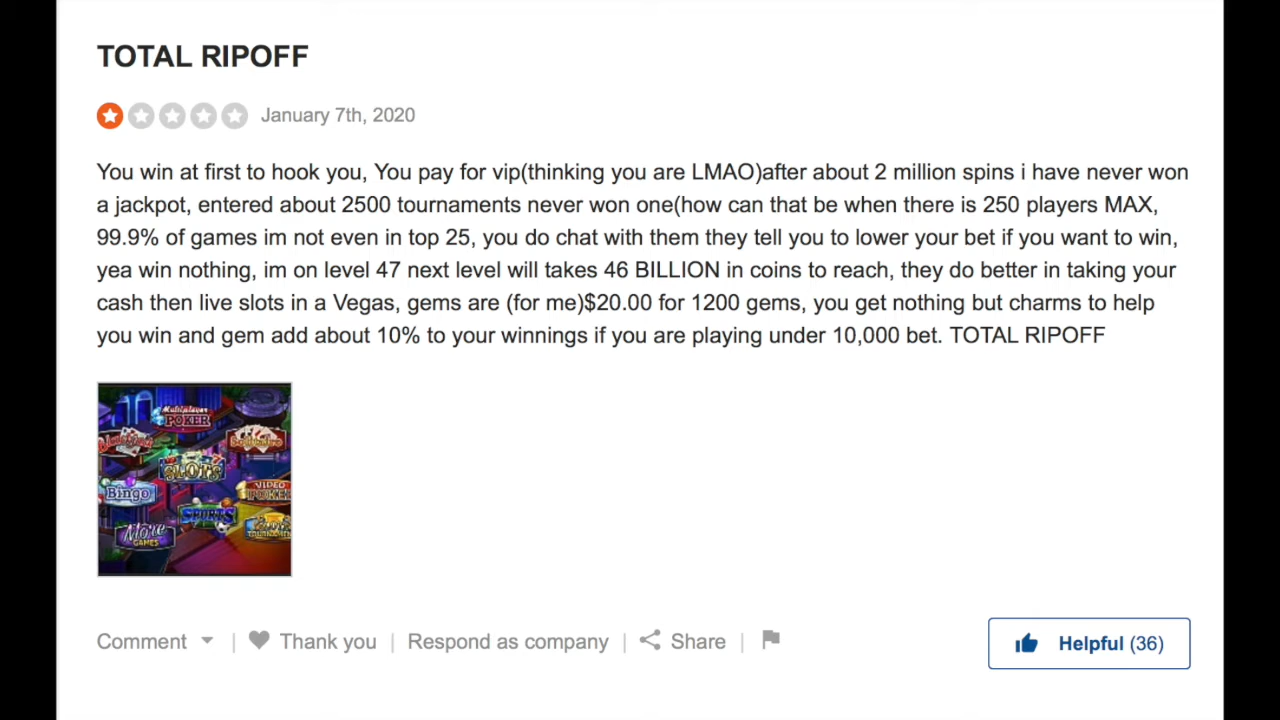 TOTAL RIPOFF
January 7th, 2020
You win at first to hook you, You pay for vip(thinking you are LMAO)after about 2 million spins i have never won
a jackpot, entered about 2500 tournaments never won one(how can that be when there is 250 players MAX,
99.9% of games im not even in top 25, you do chat with them they tell you to lower your bet if you want to win,
yea win nothing, im on level 47 next level will takes 46 BILLION in coins to reach, they do better in taking your
cash then live slots in a Vegas, gems are (for me)$20.00 for 1200 gems, you get nothing but charms to help
you win and gem add about 10% to your winnings if you are playing under 10,000 bet. TOTAL RIPOFF
Multiplayer
POKER
Blackjack
Solitaire
SLOTS
Bingo
VIDEO
POKER
SPORTS
More
GAMES
Comment | Thank you | Respond as company | Share |
Helpful (36)